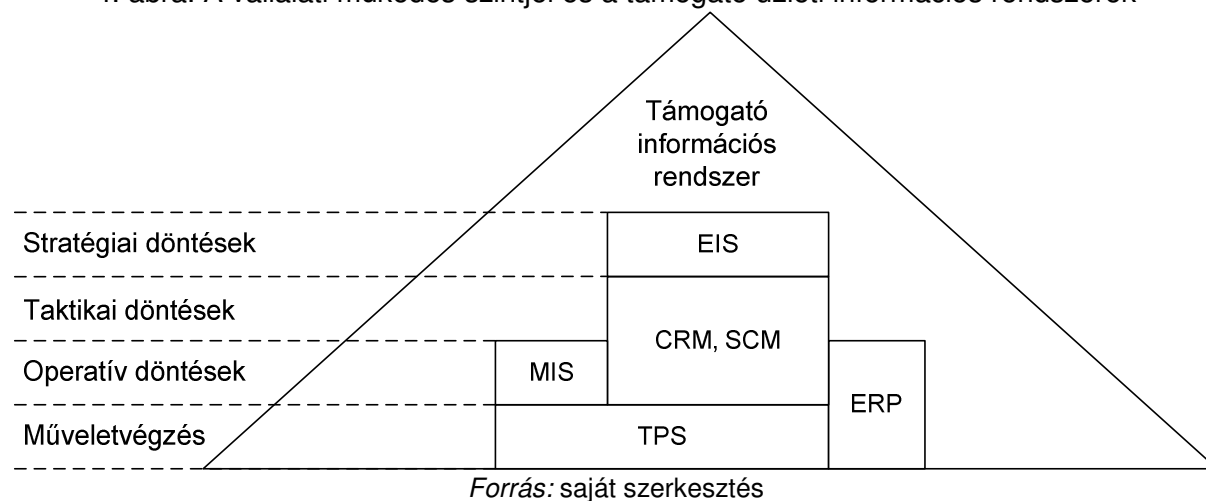 Támogató
információs
rendszer
Stratégiai döntések
EIS
Taktikai döntések
CRM, SCM
Operatív döntések
MIS
ERP
Műveletvégzés
TPS
Forrás: saját szerkesztés